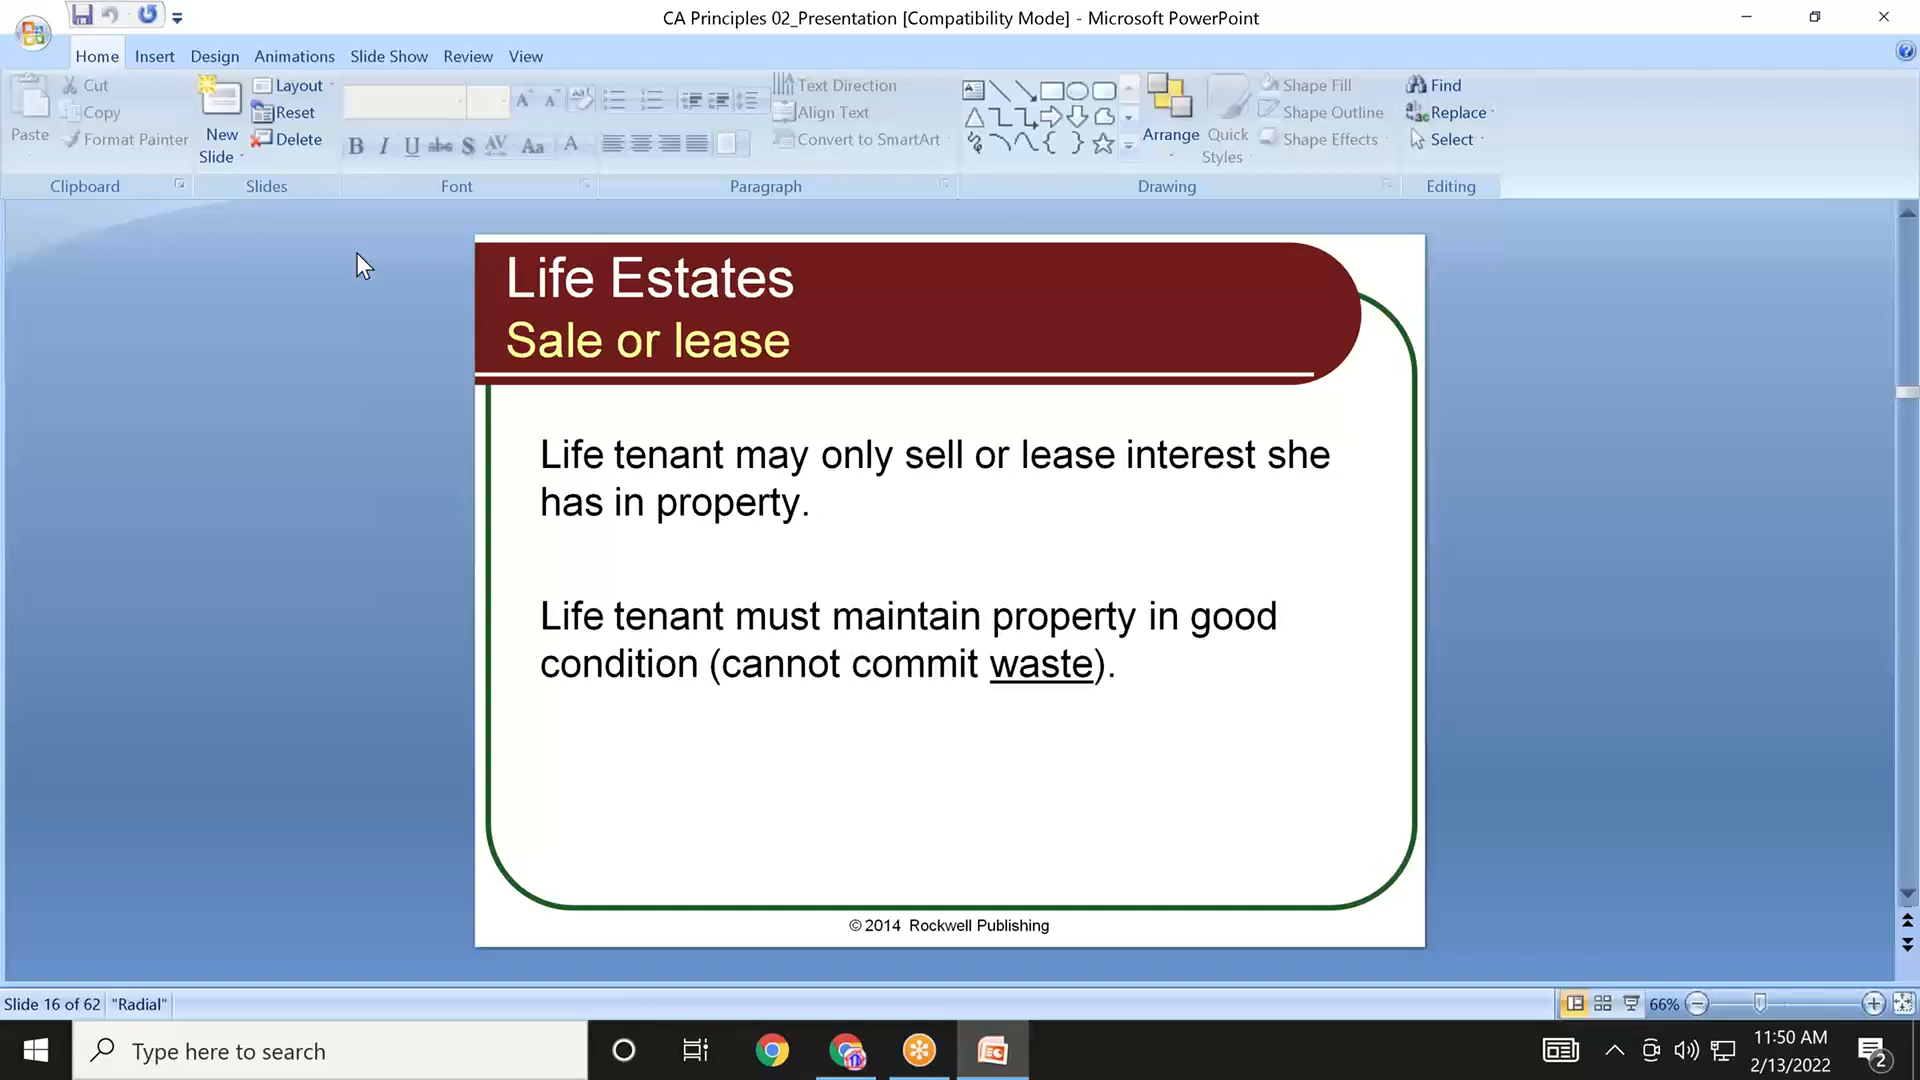 CA Principles 02_Presentation [Compatibility Mode] - Microsoft PowerPoint
Home Insert Design Animations Slide Show Review View
Paste
Cut
Copy
Format Painter
Clipboard
New
Slide
Layout
Reset
Delete
Slides
B I U abc S AV Aa A
Font
Text Direction
Align Text
Convert to SmartArt
Paragraph
Arrange
Quick
Styles
Shape Fill
Shape Outline
Shape Effects
Drawing
Find
Replace
Select
Editing
Life Estates
Sale or lease
Life tenant may only sell or lease interest she
has in property.
Life tenant must maintain property in good
condition (cannot commit waste).
© 2014 Rockwell Publishing
Slide 16 of 62 "Radial"
66%
Type here to search
11:50 AM
2/13/2022
2